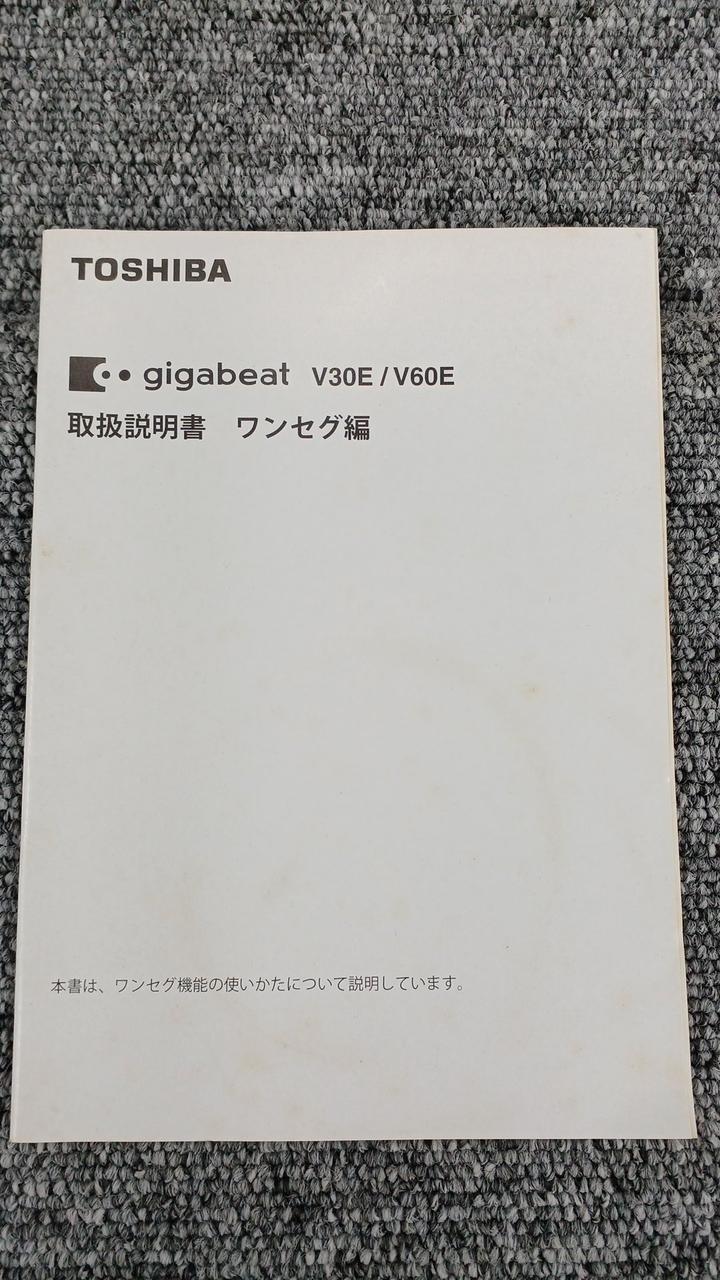 TOSHIBA
gigabeat V30E / V60E
取扱説明書　ワンセグ編
本書は、ワンセグ機能の使いかたについて説明しています。